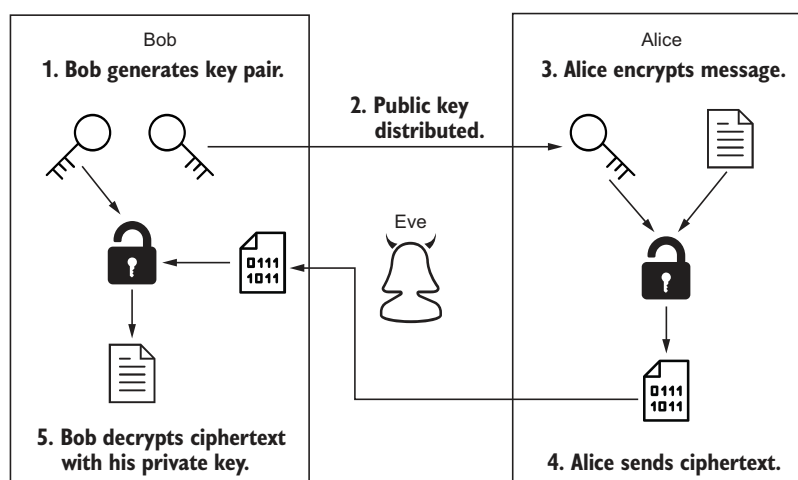 Bob
1. Bob generates key pair.
2. Public key
distributed.
Alice
3. Alice encrypts message.
Eve
0111
1011
0111
1011
5. Bob decrypts ciphertext
with his private key.
4. Alice sends ciphertext.